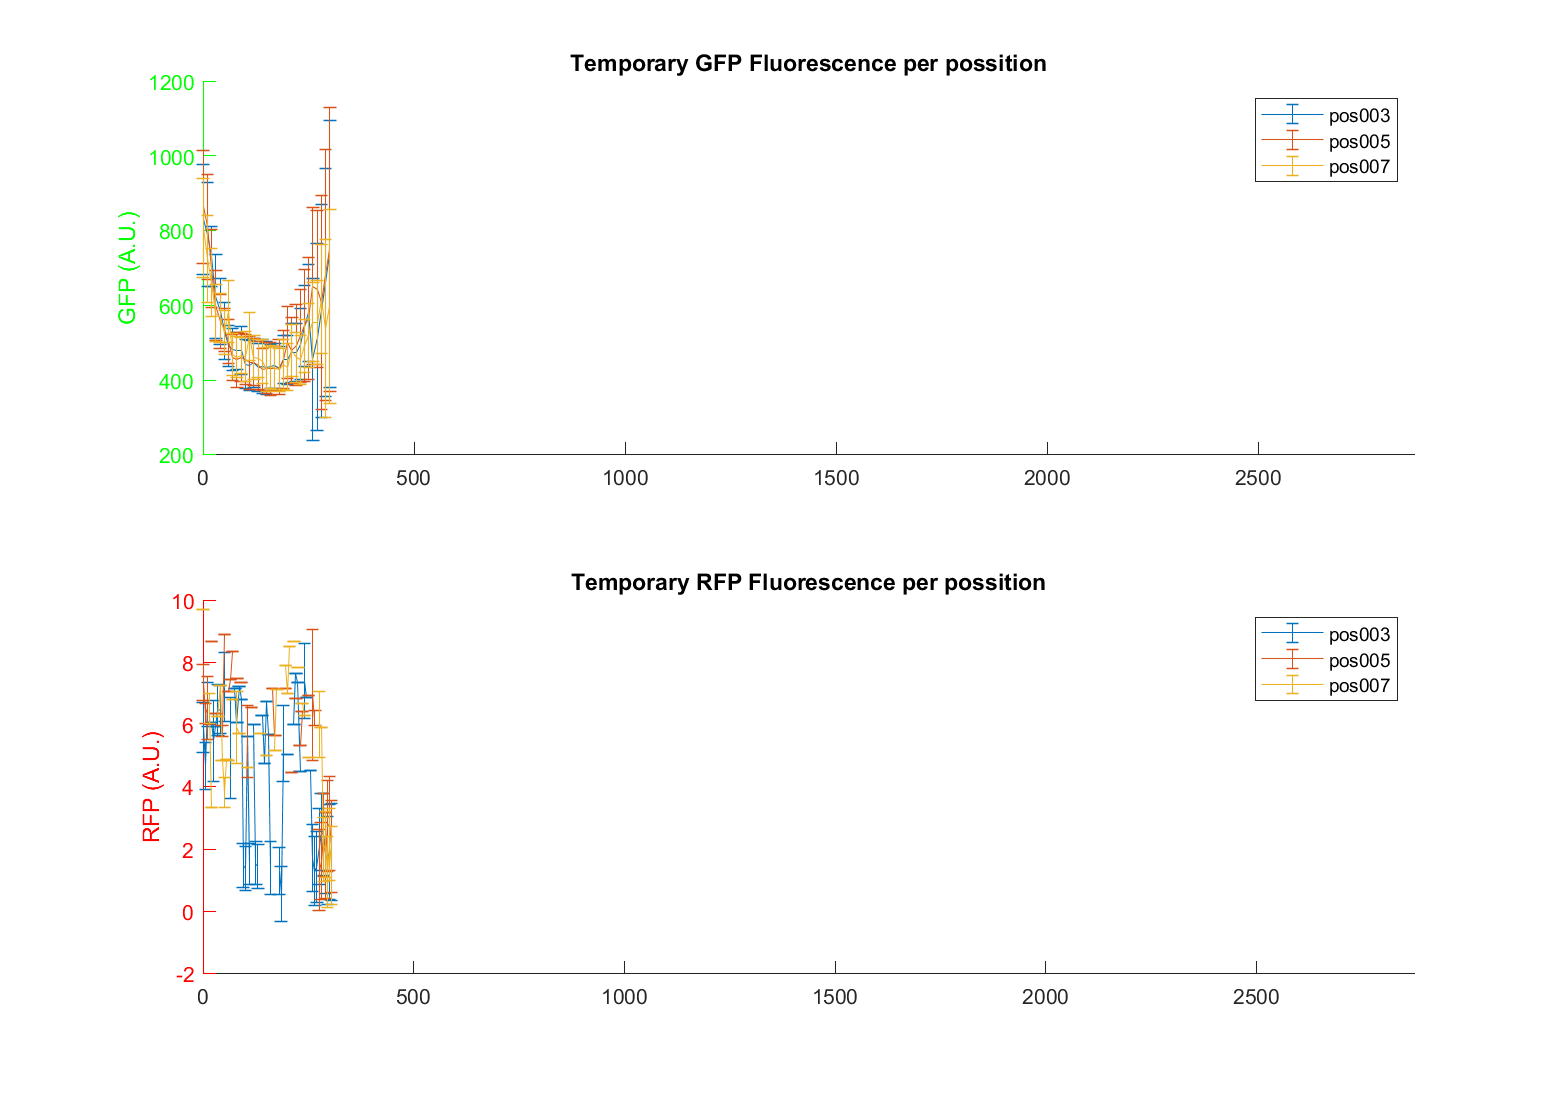 Temporary GFP Fluorescence per possition
1200
1000
800
600
400
200
GFP (A.U.)
pos003
pos005
pos007
0 500 1000 1500 2000 2500
Temporary RFP Fluorescence per possition
10
8
6
4
2
0
-2
RFP (A.U.)
pos003
pos005
pos007
0 500 1000 1500 2000 2500